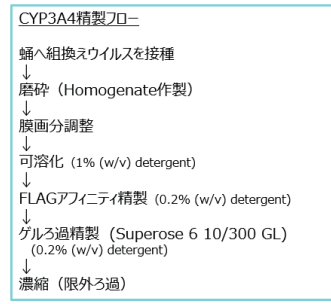 CYP3A4精製フロー
蛹へ組換えウイルスを接種
↓
磨砕（Homogenate作製）
↓
膜画分調整
↓
可溶化 (1% (w/v) detergent)
↓
FLAGアフィニティ精製 (0.2% (w/v) detergent)
↓
ゲルろ過精製 (Superose 6 10/300 GL)
(0.2% (w/v) detergent)
↓
濃縮（限外ろ過）